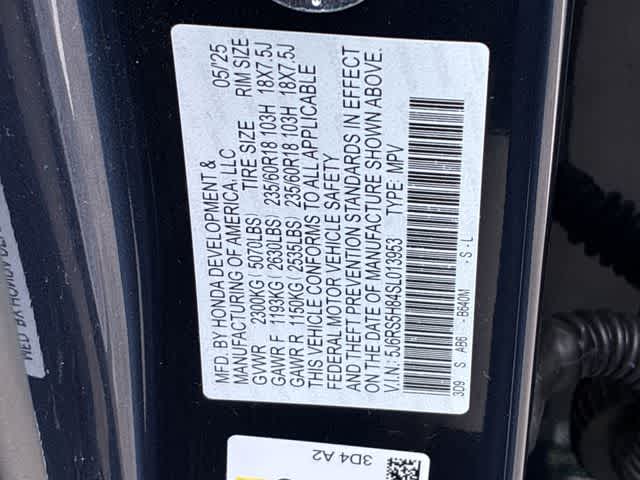 MFD. BY HONDA DEVELOPMENT & 05/25
MANUFACTURING OF AMERICA, LLC
TIRE SIZE RIM SIZE
GVWR 2300KG ( 5070LBS)
GAWR F 1193KG ( 2630LBS) 235/60R18 103H 18X7.5J
GAWR R 1150KG ( 2535LBS) 235/60R18 103H 18X7.5J
THIS VEHICLE CONFORMS TO ALL APPLICABLE
FEDERAL MOTOR VEHICLE SAFETY
AND THEFT PREVENTION STANDARDS IN EFFECT
ON THE DATE OF MANUFACTURE SHOWN ABOVE.
V.I.N.: 5J6RS5H84SL013953 TYPE: MPV
3D9 S AB6 - B640M - S - L
3D4 A2